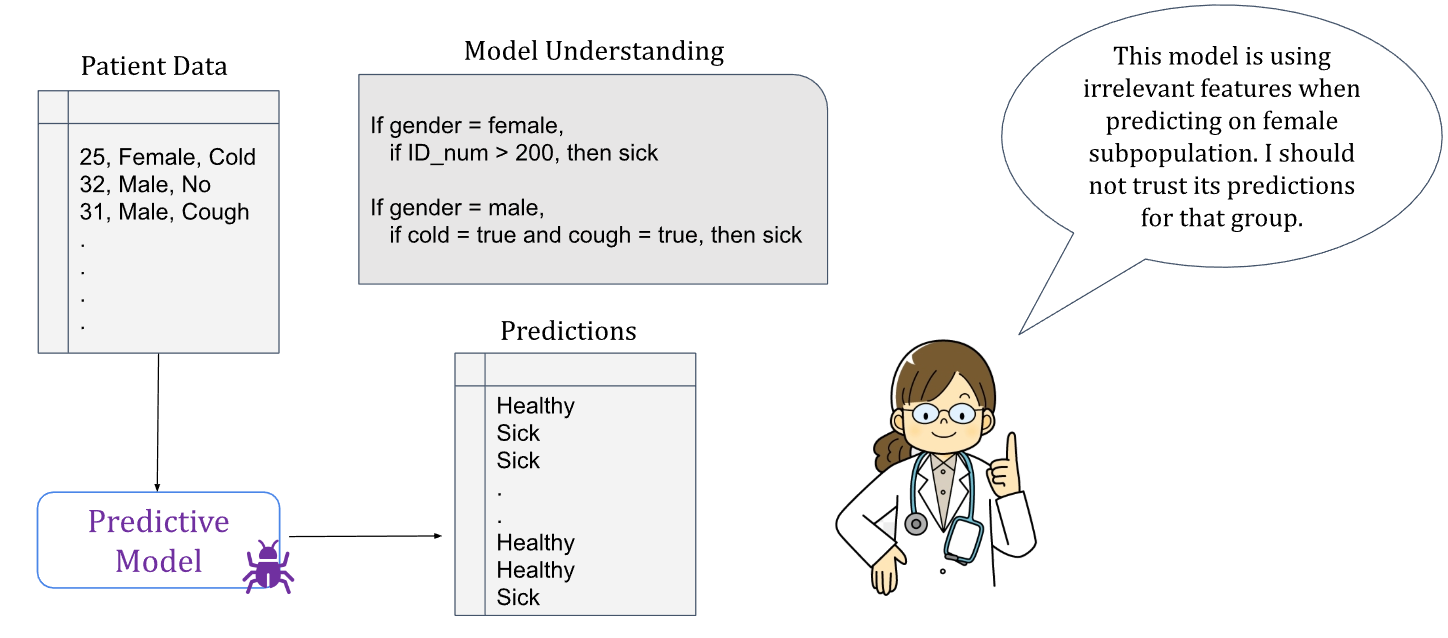 Patient Data
25, Female, Cold
32, Male, No
31, Male, Cough
.
.
.
.
Model Understanding
If gender = female,
if ID_num > 200, then sick
If gender = male,
if cold = true and cough = true, then sick
This model is using
irrelevant features when
predicting on female
subpopulation. I should
not trust its predictions
for that group.
Predictive
Model
Predictions
Healthy
Sick
Sick
.
.
Healthy
Healthy
Sick